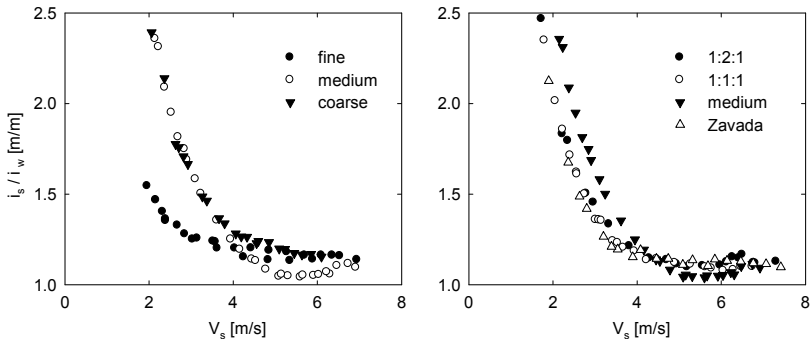 2.5
2.0
1.5
1.0
i_s / i_w [m/m]
fine
medium
coarse
0 2 4 6 8
V_s [m/s]
2.5
2.0
1.5
1.0
1:2:1
1:1:1
medium
Zavada
0 2 4 6 8
V_s [m/s]